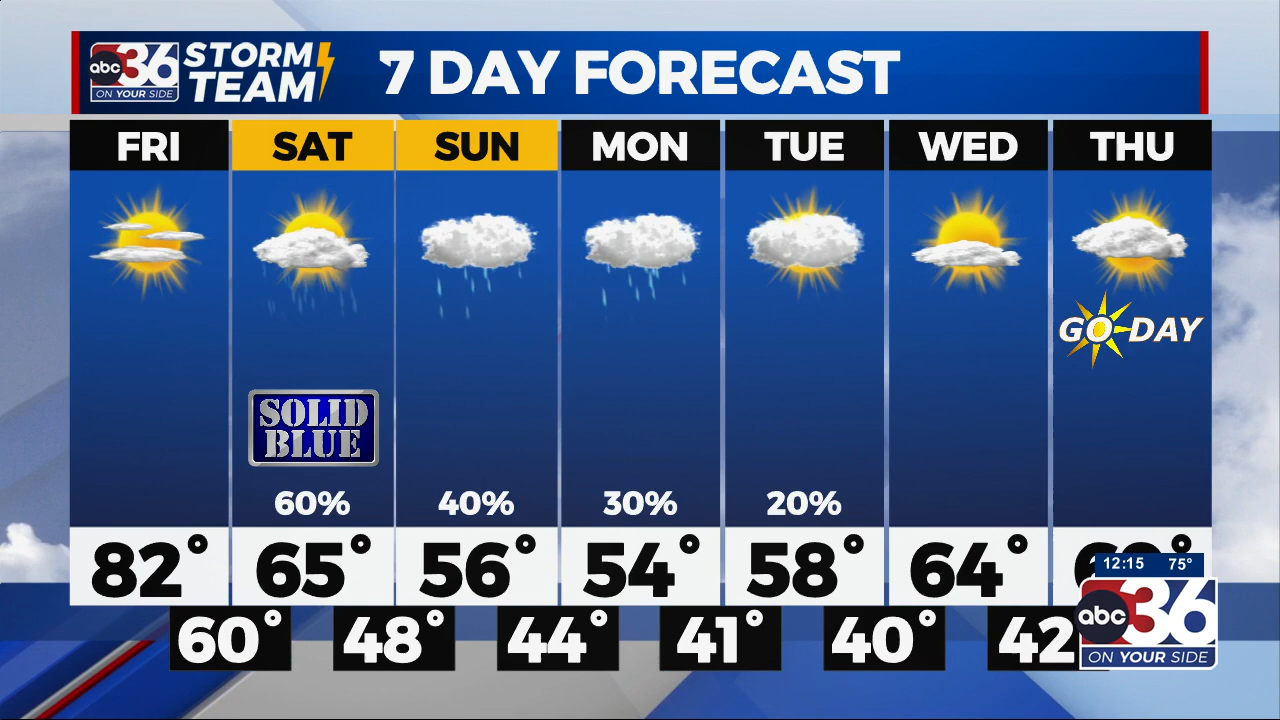 abc 36 STORM TEAM
ON YOUR SIDE
7 DAY FORECAST
FRI SAT SUN MON TUE WED THU
GO DAY
SOLID
BLUE
60% 40% 30% 20%
82° 65° 56° 54° 58° 64°
12:15 75°
60° 48° 44° 41° 40° 42
abc 36
ON YOUR SIDE